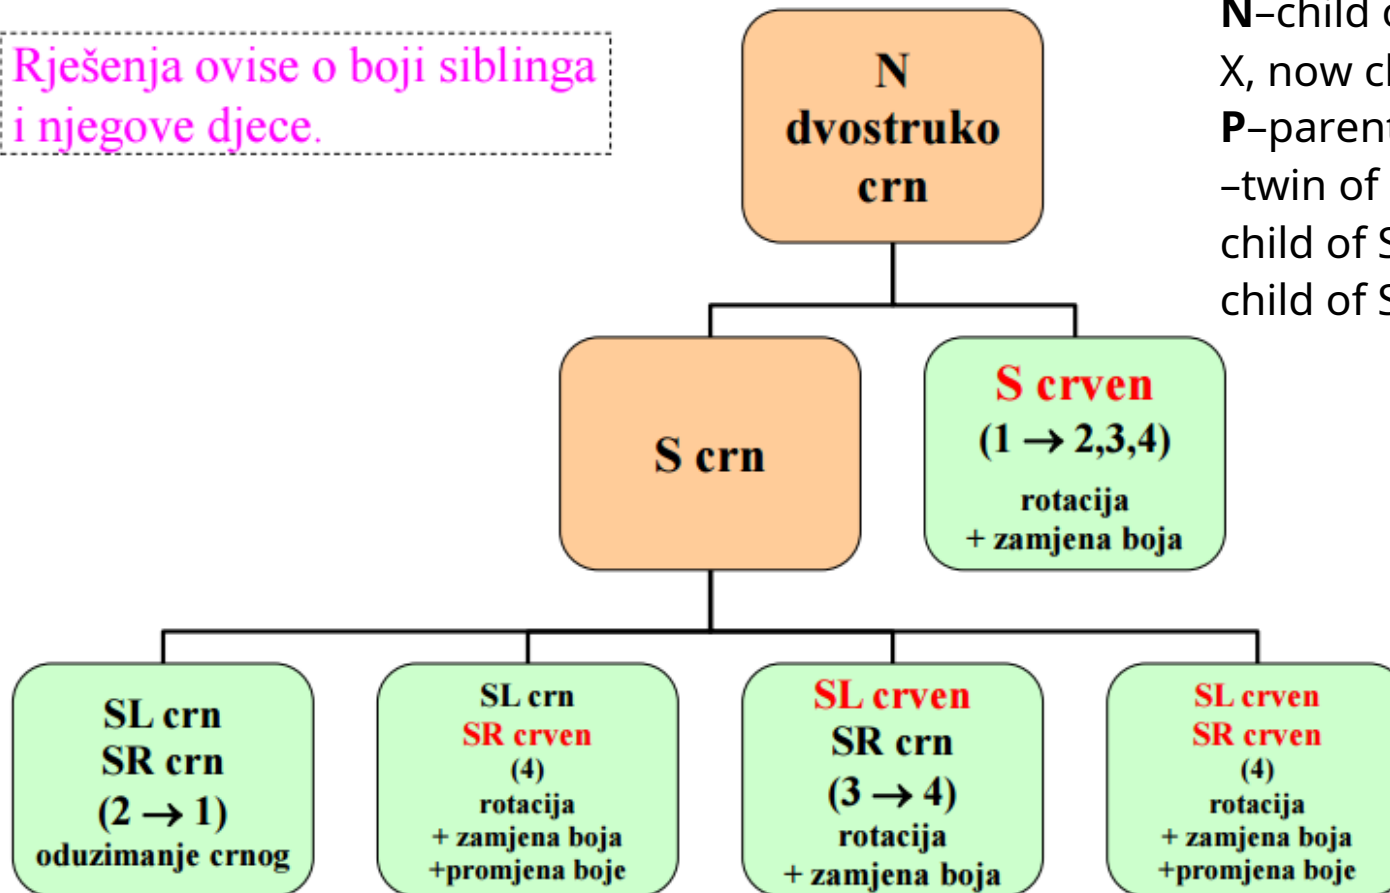 Rješenja ovise o boji siblinga
i njegove djece.
N
dvostruko
crn
N–child
X, now
P–parent
–twin of
child of S
child of S
S crn
S crven
(1 → 2,3,4)
rotacija
+ zamjena boja
SL crn
SR crn
(2 → 1)
oduzimanje crnog
SL crn
SR crven
(4)
rotacija
+ zamjena boja
+promjena boje
SL crven
SR crn
(3 → 4)
rotacija
+ zamjena boja
SL crven
SR crven
(4)
rotacija
+ zamjena boja
+promjena boje